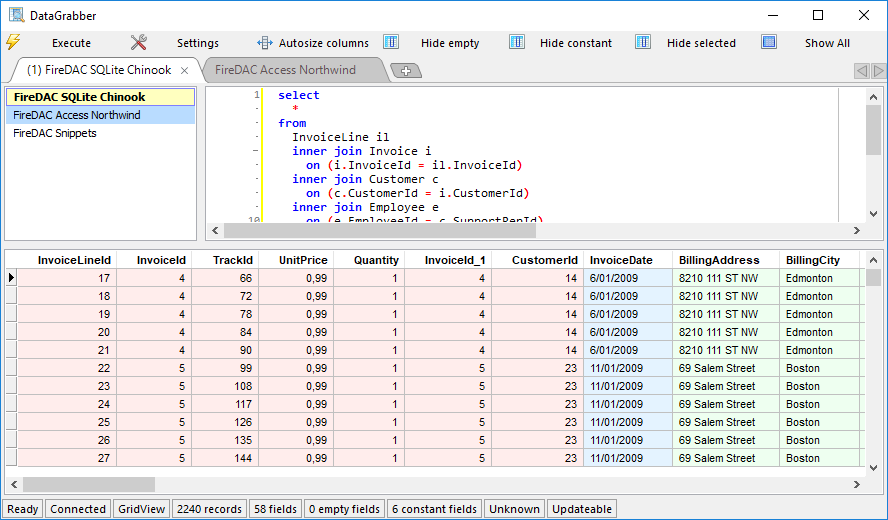 DataGrabber
Execute Settings Autosize columns Hide empty Hide constant Hide selected Show All
(1) FireDAC SQLite Chinook × FireDAC Access Northwind
FireDAC SQLite Chinook
FireDAC Access Northwind
FireDAC Snippets
1 select
*
from
InvoiceLine il
inner join Invoice i
on (i.InvoiceId = il.InvoiceId)
inner join Customer c
on (c.CustomerId = i.CustomerId)
inner join Employee e
10 on (e.EmployeeId = c.SupportRepId)
InvoiceLineId InvoiceId TrackId UnitPrice Quantity InvoiceId_1 CustomerId InvoiceDate BillingAddress BillingCity
17 4 66 0,99 1 4 14 6/01/2009 8210 111 ST NW Edmonton
18 4 72 0,99 1 4 14 6/01/2009 8210 111 ST NW Edmonton
19 4 78 0,99 1 4 14 6/01/2009 8210 111 ST NW Edmonton
20 4 84 0,99 1 4 14 6/01/2009 8210 111 ST NW Edmonton
21 4 90 0,99 1 4 14 6/01/2009 8210 111 ST NW Edmonton
22 5 99 0,99 1 5 23 11/01/2009 69 Salem Street Boston
23 5 108 0,99 1 5 23 11/01/2009 69 Salem Street Boston
24 5 117 0,99 1 5 23 11/01/2009 69 Salem Street Boston
25 5 126 0,99 1 5 23 11/01/2009 69 Salem Street Boston
26 5 135 0,99 1 5 23 11/01/2009 69 Salem Street Boston
27 5 144 0,99 1 5 23 11/01/2009 69 Salem Street Boston
Ready Connected GridView 2240 records 58 fields 0 empty fields 6 constant fields Unknown Updateable